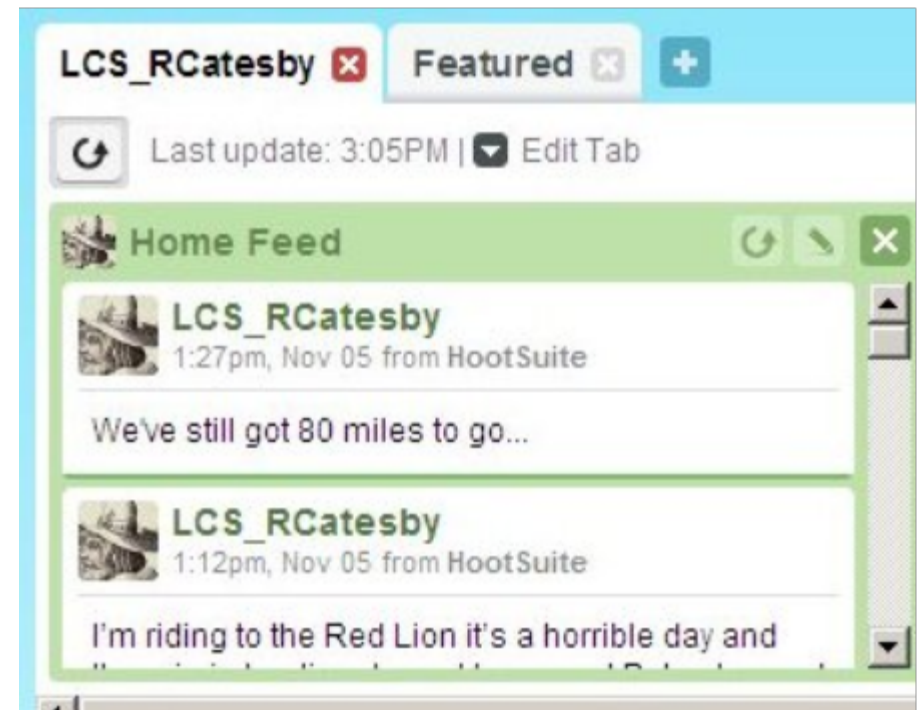 LCS_RCatesby Featured
Last update: 3:05PM | Edit Tab
Home Feed
LCS_RCatesby
1:27pm, Nov 05 from HootSuite
We've still got 80 miles to go...
LCS_RCatesby
1:12pm, Nov 05 from HootSuite
I'm riding to the Red Lion it's a horrible day and